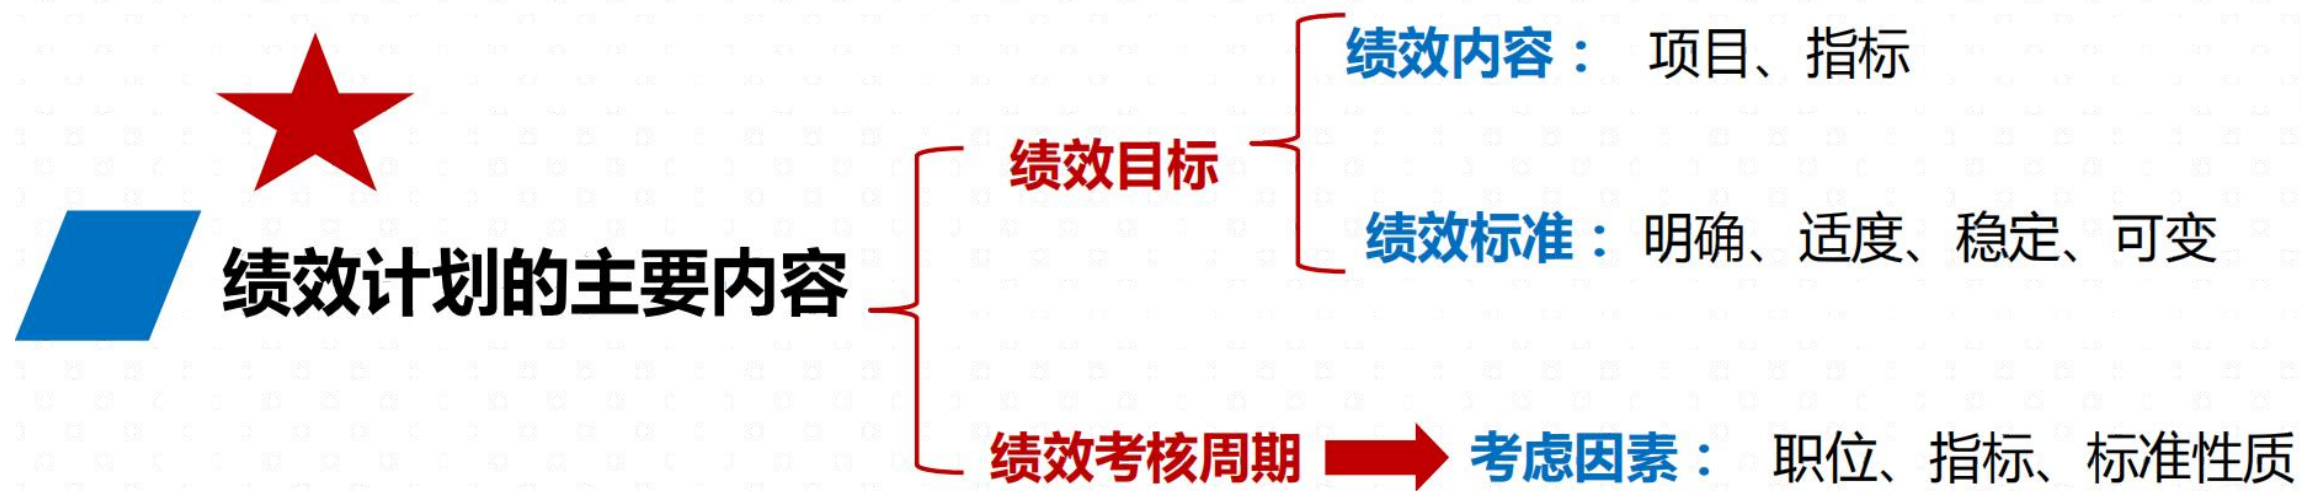 绩效内容： 项目、指标
绩效目标
绩效标准：明确、适度、稳定、可变
绩效计划的主要内容
绩效考核周期
考虑因素： 职位、指标、标准性质